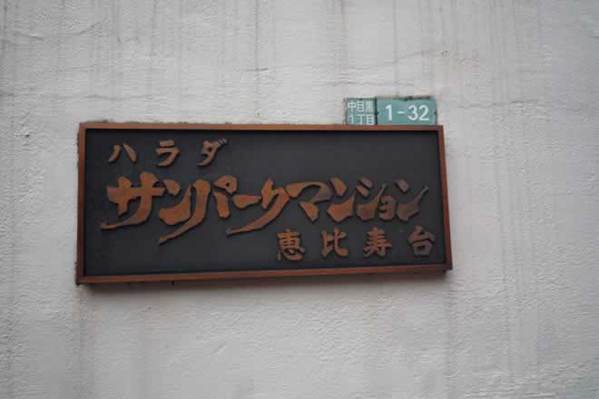 中目黒
1丁目
1-32
ハラダ
サンパークマンション
恵比寿台